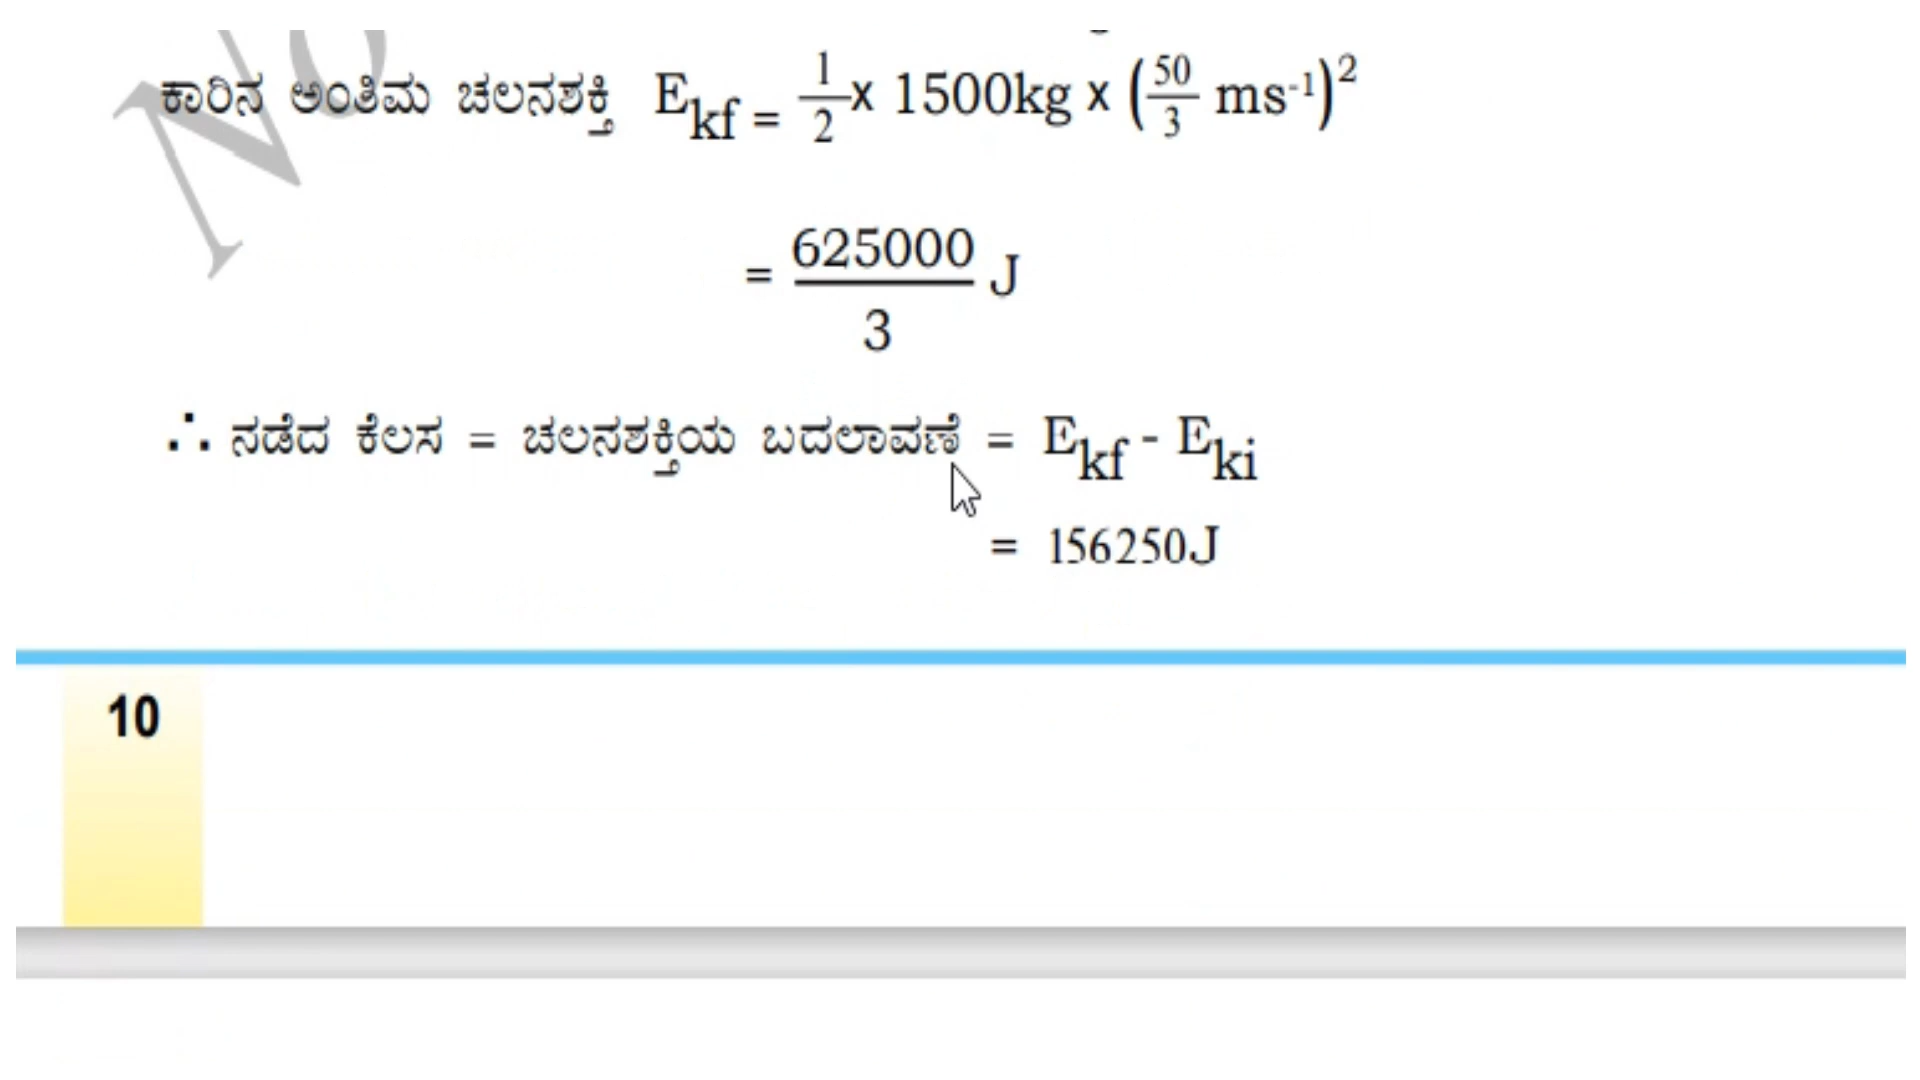 No
ಕಾರಿನ ಅಂತಿಮ ಚಲನಶಕ್ತಿ E_kf = 1/2 x 1500kg x (50/3 ms⁻¹)²
= 625000/3 J
∴ ನಡೆದ ಕೆಲಸ = ಚಲನಶಕ್ತಿಯ ಬದಲಾವಣೆ = E_kf - E_ki
= 156250J
10